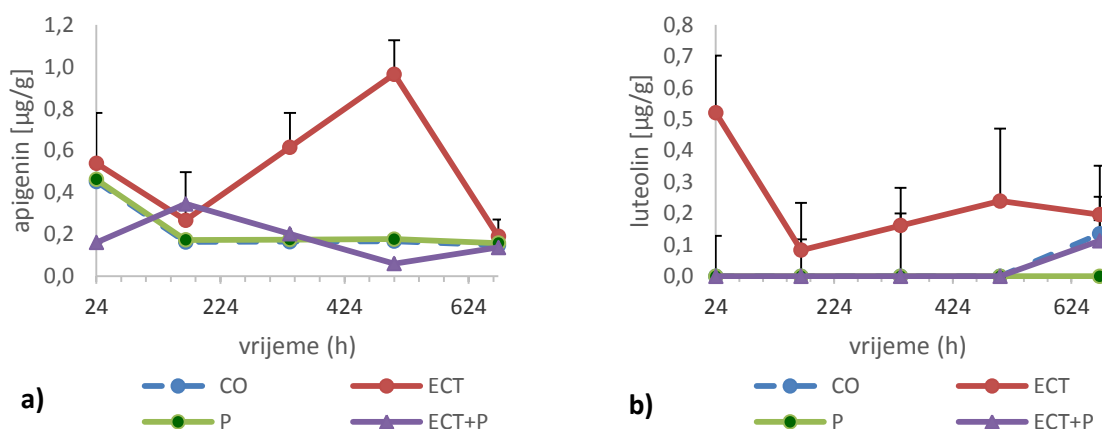 1,2
1,0
0,8
0,6
0,4
0,2
0,0
apigenin [µg/g]
24 224 424 624
vrijeme (h)
CO ECT
P ECT+P
a)
0,8
0,7
0,6
0,5
0,4
0,3
0,2
0,1
0,0
luteolin [µg/g]
24 224 424 624
vrijeme (h)
CO ECT
P ECT+P
b)